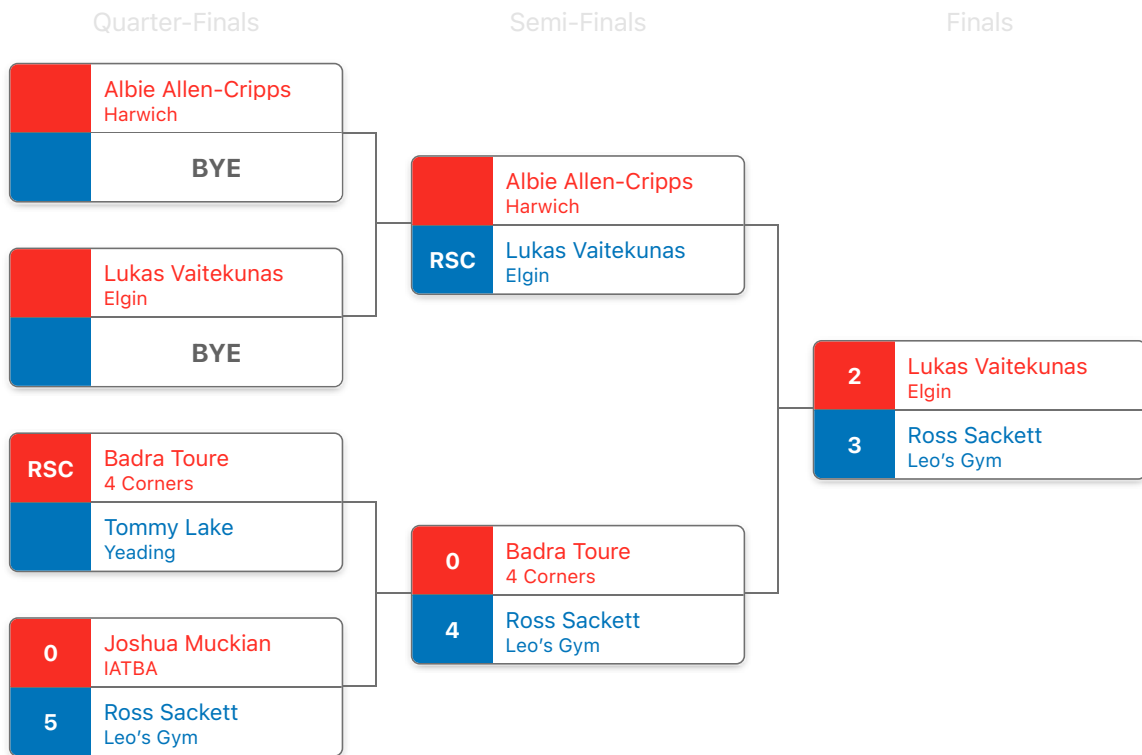 Quarter-Finals
Semi-Finals
Finals
Albie Allen-Cripps
Harwich
BYE
Lukas Vaitekunas
Elgin
BYE
RSC
Badra Toure
4 Corners
Tommy Lake
Yeading
0
Joshua Muckian
IATBA
5
Ross Sackett
Leo’s Gym
Albie Allen-Cripps
Harwich
RSC
Lukas Vaitekunas
Elgin
0
Badra Toure
4 Corners
4
Ross Sackett
Leo’s Gym
2
Lukas Vaitekunas
Elgin
3
Ross Sackett
Leo’s Gym